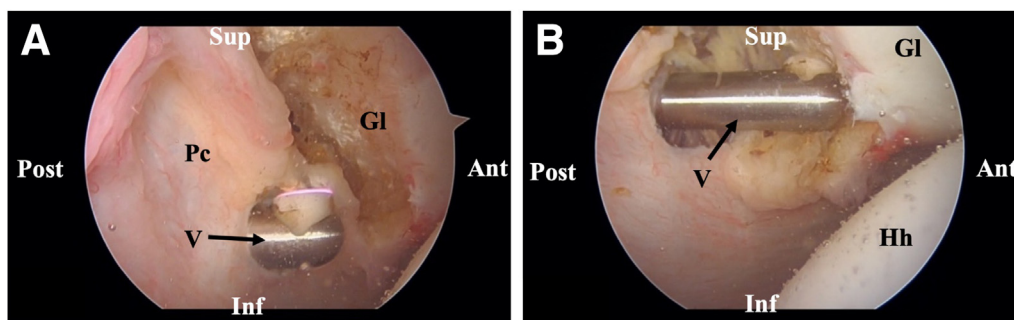 A
Sup
Gl
Pc
Post
Ant
V
Inf
B
Sup
Gl
Post
Ant
V
Hh
Inf